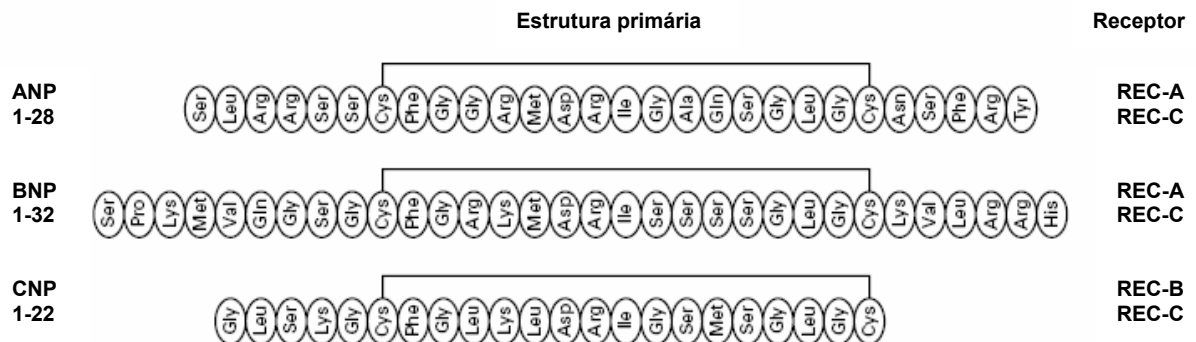 Estrutura primária Receptor
ANP
1-28
Ser Leu Arg Arg Ser Ser Cys Phe Gly Gly Arg Met Asp Arg Ile Gly Ala Gln Ser Gly Leu Gly Cys Asn Ser Phe Arg Tyr
REC-A
REC-C
BNP
1-32
Ser Pro Lys Met Val Gln Gly Ser Gly Cys Phe Gly Arg Lys Met Asp Arg Ile Ser Ser Ser Ser Gly Leu Gly Cys Lys Val Leu Arg Arg His
REC-A
REC-C
CNP
1-22
Gly Leu Ser Lys Gly Cys Phe Gly Leu Lys Leu Asp Arg Ile Gly Ser Met Ser Gly Leu Gly Cys
REC-B
REC-C